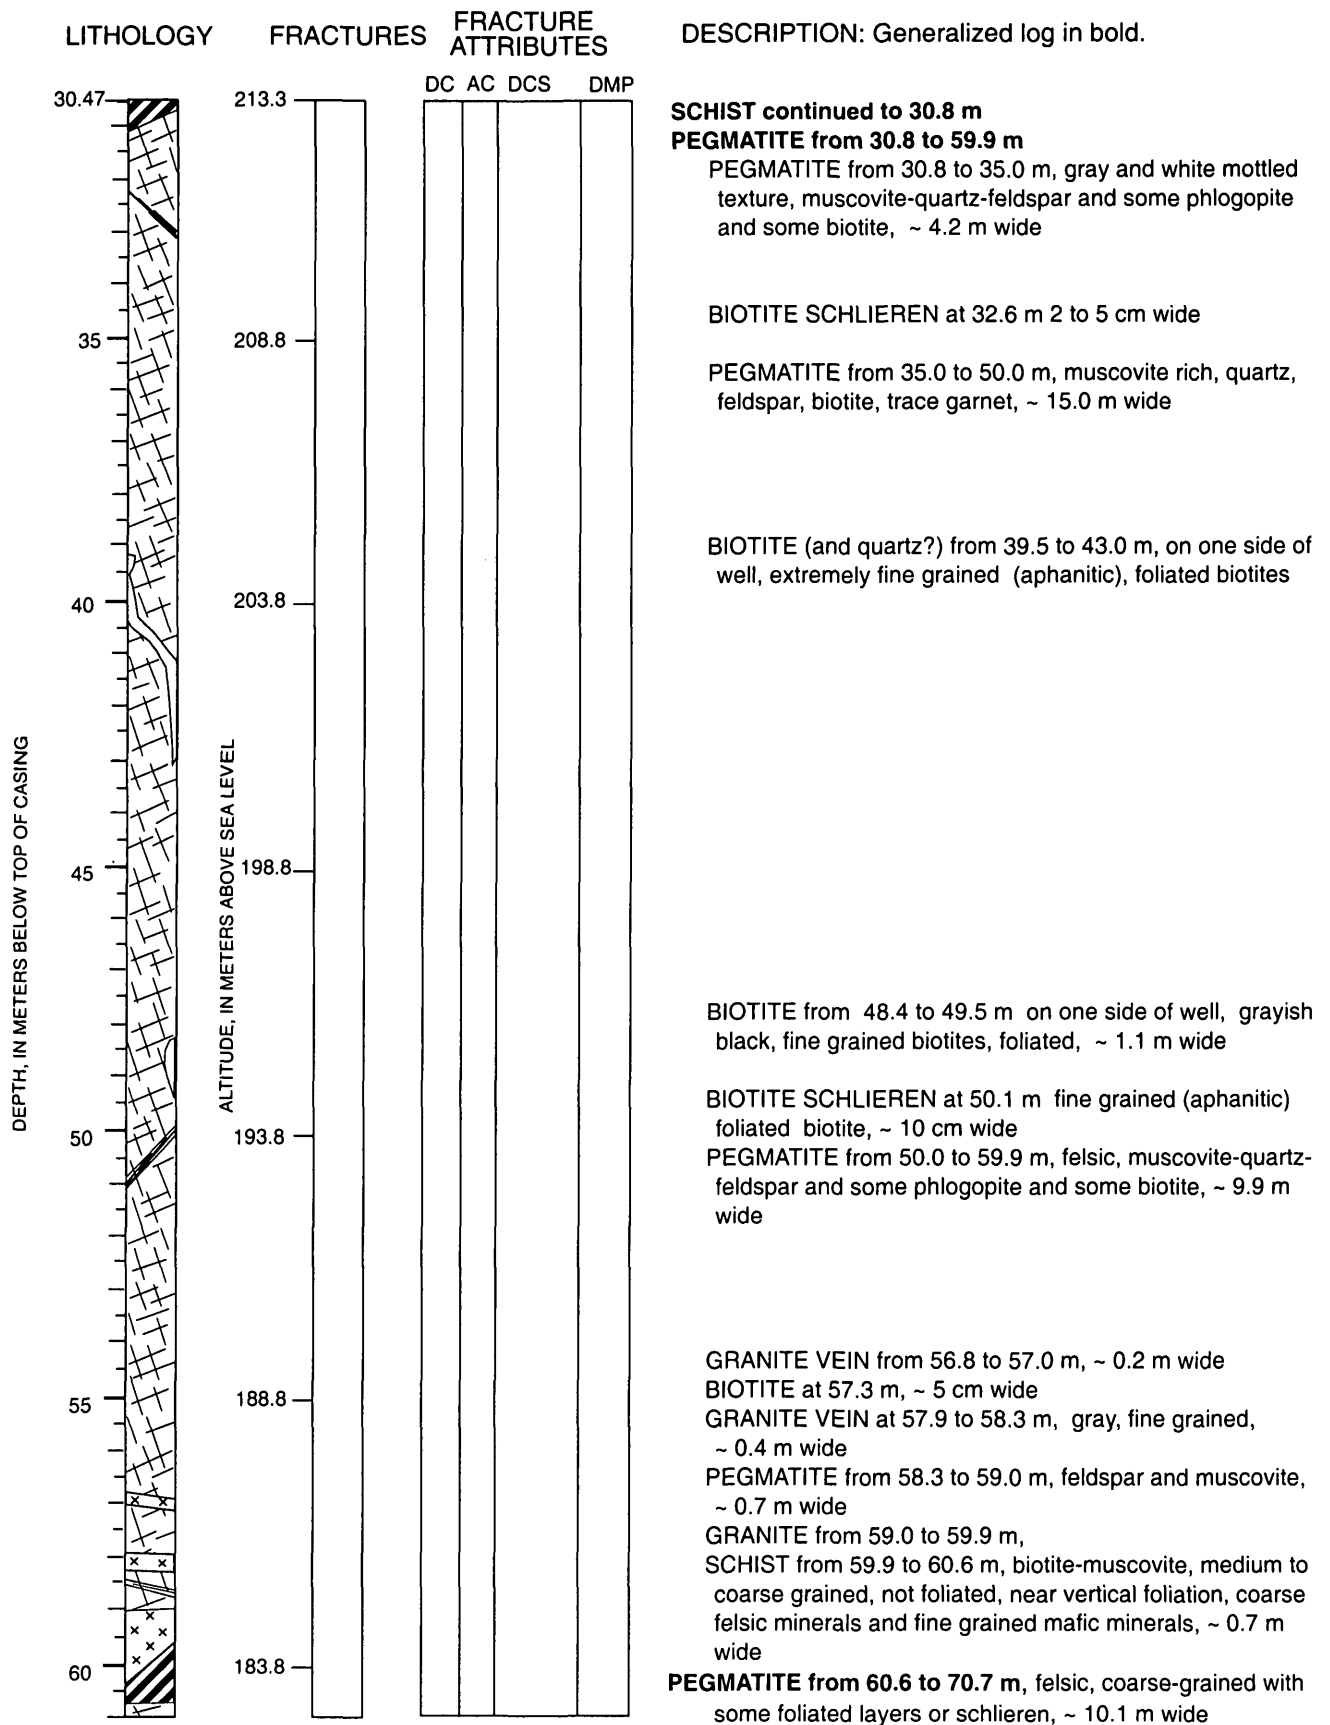 LITHOLOGY
FRACTURES
FRACTURE
ATTRIBUTES
DESCRIPTION: Generalized log in bold.
DC AC DCS DMP
30.47
213.3
SCHIST continued to 30.8 m
PEGMATITE from 30.8 to 59.9 m
PEGMATITE from 30.8 to 35.0 m, gray and white mottled
texture, muscovite-quartz-feldspar and some phlogopite
and some biotite, ~ 4.2 m wide
BIOTITE SCHLIEREN at 32.6 m 2 to 5 cm wide
35
208.8
PEGMATITE from 35.0 to 50.0 m, muscovite rich, quartz,
feldspar, biotite, trace garnet, ~ 15.0 m wide
BIOTITE (and quartz?) from 39.5 to 43.0 m, on one side of
well, extremely fine grained (aphanitic), foliated biotites
40
203.8
DEPTH, IN METERS BELOW TOP OF CASING
ALTITUDE, IN METERS ABOVE SEA LEVEL
45
198.8
BIOTITE from 48.4 to 49.5 m on one side of well, grayish
black, fine grained biotites, foliated, ~ 1.1 m wide
BIOTITE SCHLIEREN at 50.1 m fine grained (aphanitic)
foliated biotite, ~ 10 cm wide
50
193.8
PEGMATITE from 50.0 to 59.9 m, felsic, muscovite-quartz-
feldspar and some phlogopite and some biotite, ~ 9.9 m
wide
GRANITE VEIN from 56.8 to 57.0 m, ~ 0.2 m wide
BIOTITE at 57.3 m, ~ 5 cm wide
55
188.8
GRANITE VEIN at 57.9 to 58.3 m, gray, fine grained,
~ 0.4 m wide
PEGMATITE from 58.3 to 59.0 m, feldspar and muscovite,
~ 0.7 m wide
GRANITE from 59.0 to 59.9 m,
SCHIST from 59.9 to 60.6 m, biotite-muscovite, medium to
coarse grained, not foliated, near vertical foliation, coarse
felsic minerals and fine grained mafic minerals, ~ 0.7 m
wide
60
183.8
PEGMATITE from 60.6 to 70.7 m, felsic, coarse-grained with
some foliated layers or schlieren, ~ 10.1 m wide